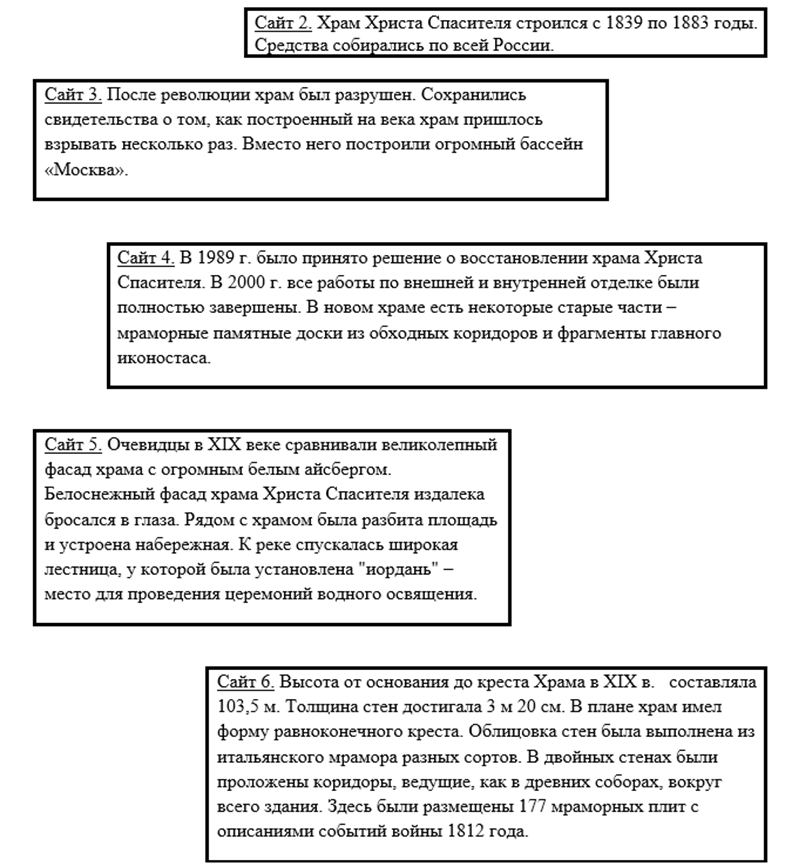 Сайт 2. Храм Христа Спасителя строился с 1839 по 1883 годы.
Средства собирались по всей России.
Сайт 3. После революции храм был разрушен. Сохранились
свидетельства о том, как построенный на века храм пришлось
взрывать несколько раз. Вместо него построили огромный бассейн
«Москва».
Сайт 4. В 1989 г. было принято решение о восстановлении храма Христа
Спасителя. В 2000 г. все работы по внешней и внутренней отделке были
полностью завершены. В новом храме есть некоторые старые части –
мраморные памятные доски из обходных коридоров и фрагменты главного
иконостаса.
Сайт 5. Очевидцы в XIX веке сравнивали великолепный
фасад храма с огромным белым айсбергом.
Белоснежный фасад храма Христа Спасителя издалека
бросался в глаза. Рядом с храмом была разбита площадь
и устроена набережная. К реке спускалась широкая
лестница, у которой была установлена "иордань" –
место для проведения церемоний водного освящения.
Сайт 6. Высота от основания до креста Храма в XIX в. составляла
103,5 м. Толщина стен достигала 3 м 20 см. В плане храм имел
форму равноконечного креста. Облицовка стен была выполнена из
итальянского мрамора разных сортов. В двойных стенах были
проложены коридоры, ведущие, как в древних соборах, вокруг
всего здания. Здесь были размещены 177 мраморных плит с
описаниями событий войны 1812 года.